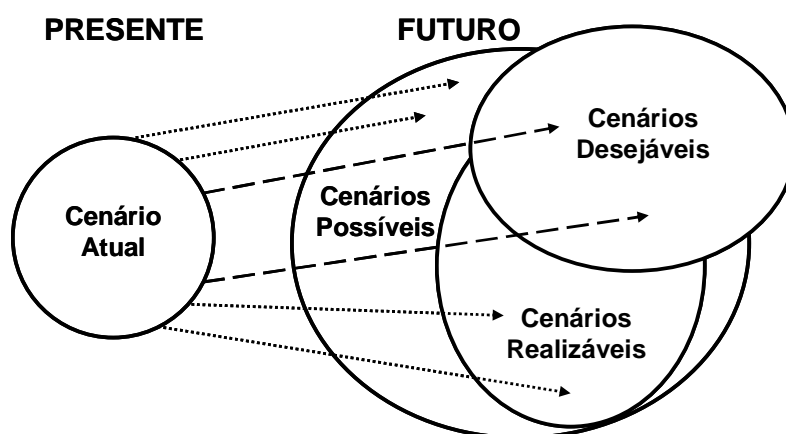 PRESENTE
FUTURO
Cenários
Desejáveis
Cenários
Possíveis
Cenário
Atual
Cenários
Realizáveis